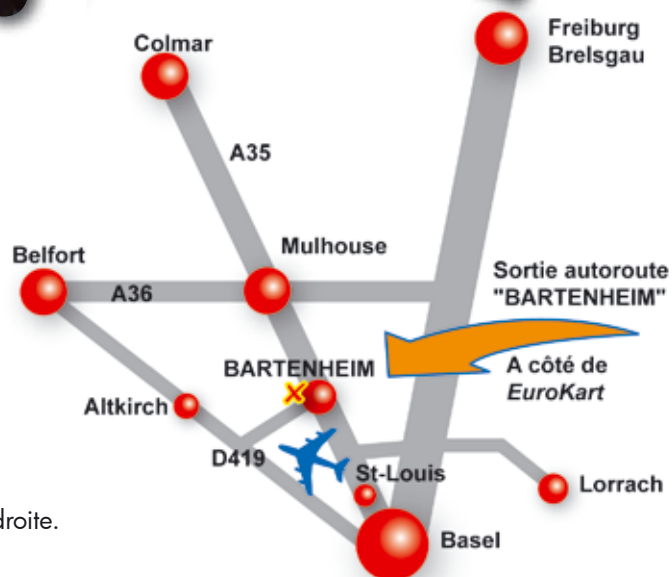 Freiburg
Brelsgau
Colmar
A35
Mulhouse
Belfort
A36
Sortie autoroute
"BARTENHEIM"
BARTENHEIM
A côté de
EuroKart
Altkirch
D419
St-Louis
Lorrach
droite.
Basel